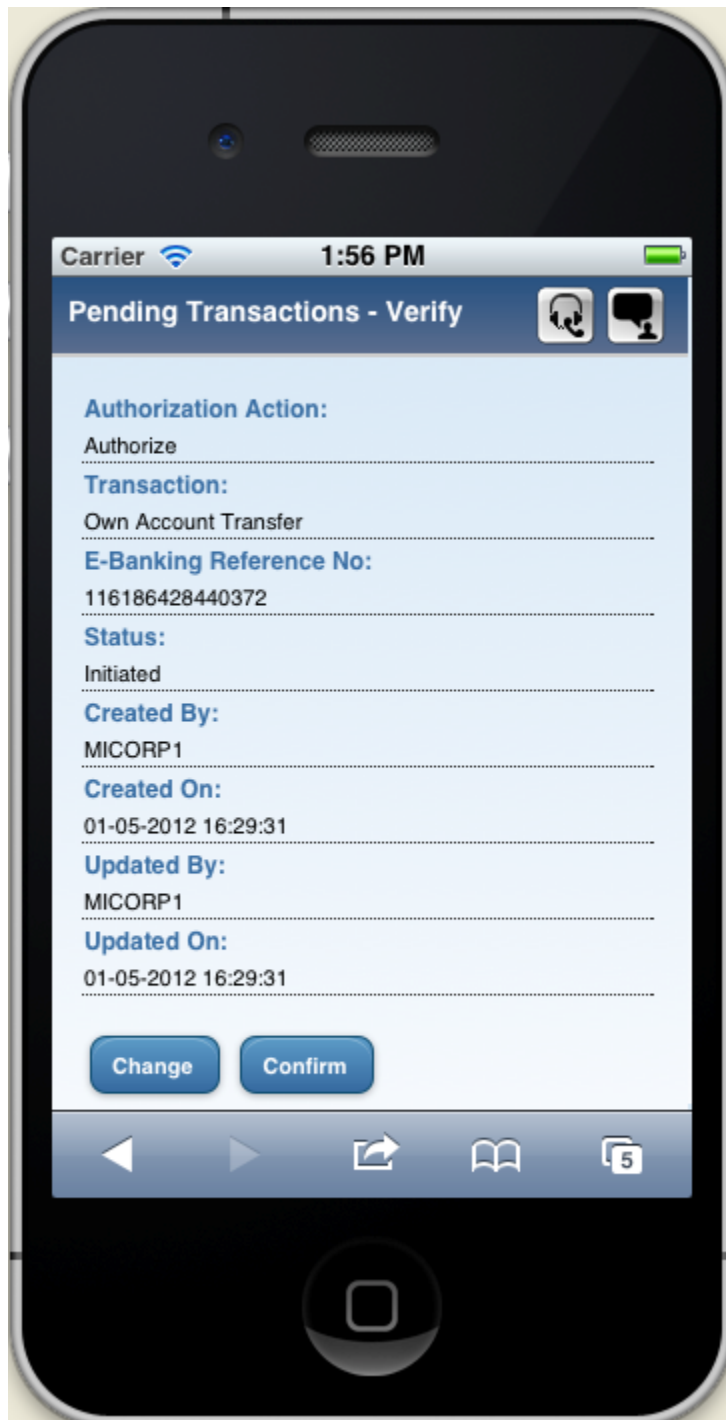 Carrier 1:56 PM
Pending Transactions - Verify
Authorization Action:
Authorize
Transaction:
Own Account Transfer
E-Banking Reference No:
116186428440372
Status:
Initiated
Created By:
MICORP1
Created On:
01-05-2012 16:29:31
Updated By:
MICORP1
Updated On:
01-05-2012 16:29:31
Change Confirm
5